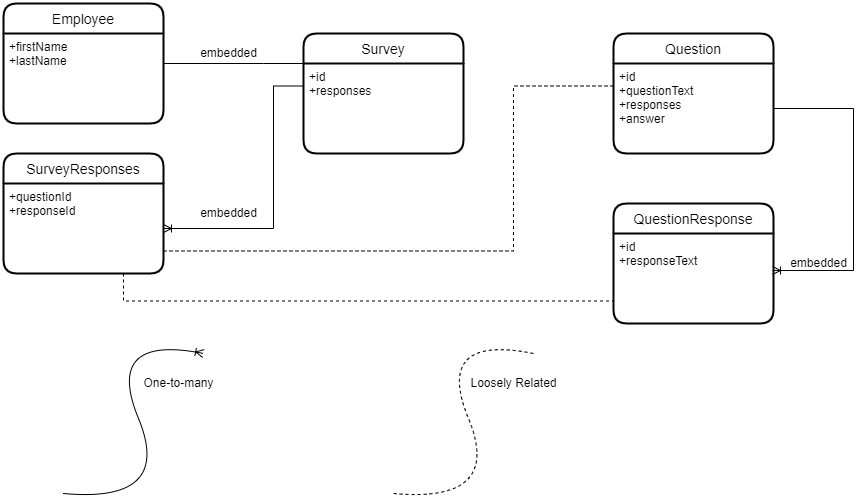 Employee
+firstName
+lastName
embedded
Survey
+id
+responses
Question
+id
+questionText
+responses
+answer
SurveyResponses
+questionId
+responseId
embedded
QuestionResponse
+id
+responseText
embedded
One-to-many
Loosely Related